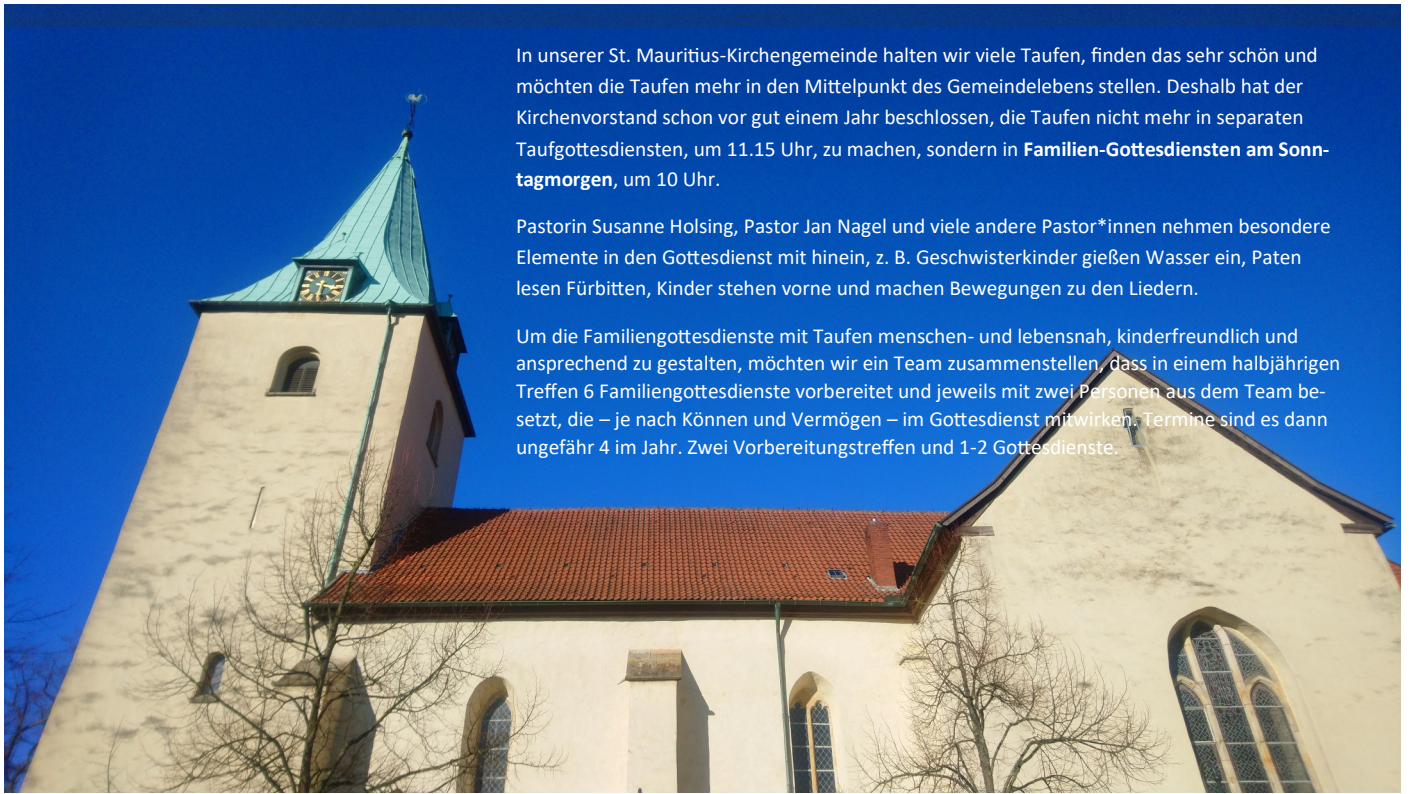 In unserer St. Mauritius-Kirchengemeinde halten wir viele Taufen, finden das sehr schön und
möchten die Taufen mehr in den Mittelpunkt des Gemeindelebens stellen. Deshalb hat der
Kirchenvorstand schon vor gut einem Jahr beschlossen, die Taufen nicht mehr in separaten
Taufgottesdiensten, um 11.15 Uhr, zu machen, sondern in Familien-Gottesdiensten am Sonn-
tagmorgen, um 10 Uhr.
Pastorin Susanne Holsing, Pastor Jan Nagel und viele andere Pastor*innen nehmen besondere
Elemente in den Gottesdienst mit hinein, z. B. Geschwisterkinder gießen Wasser ein, Paten
lesen Fürbitten, Kinder stehen vorne und machen Bewegungen zu den Liedern.
Um die Familiengottesdienste mit Taufen menschen- und lebensnah, kinderfreundlich und
ansprechend zu gestalten, möchten wir ein Team zusammenstellen, dass in einem halbjährigen
Treffen 6 Familiengottesdienste vorbereitet und jeweils mit zwei Personen aus dem Team be-
setzt, die – je nach Können und Vermögen – im Gottesdienst mitwirken. Termine sind es dann
ungefähr 4 im Jahr. Zwei Vorbereitungstreffen und 1-2 Gottesdienste.